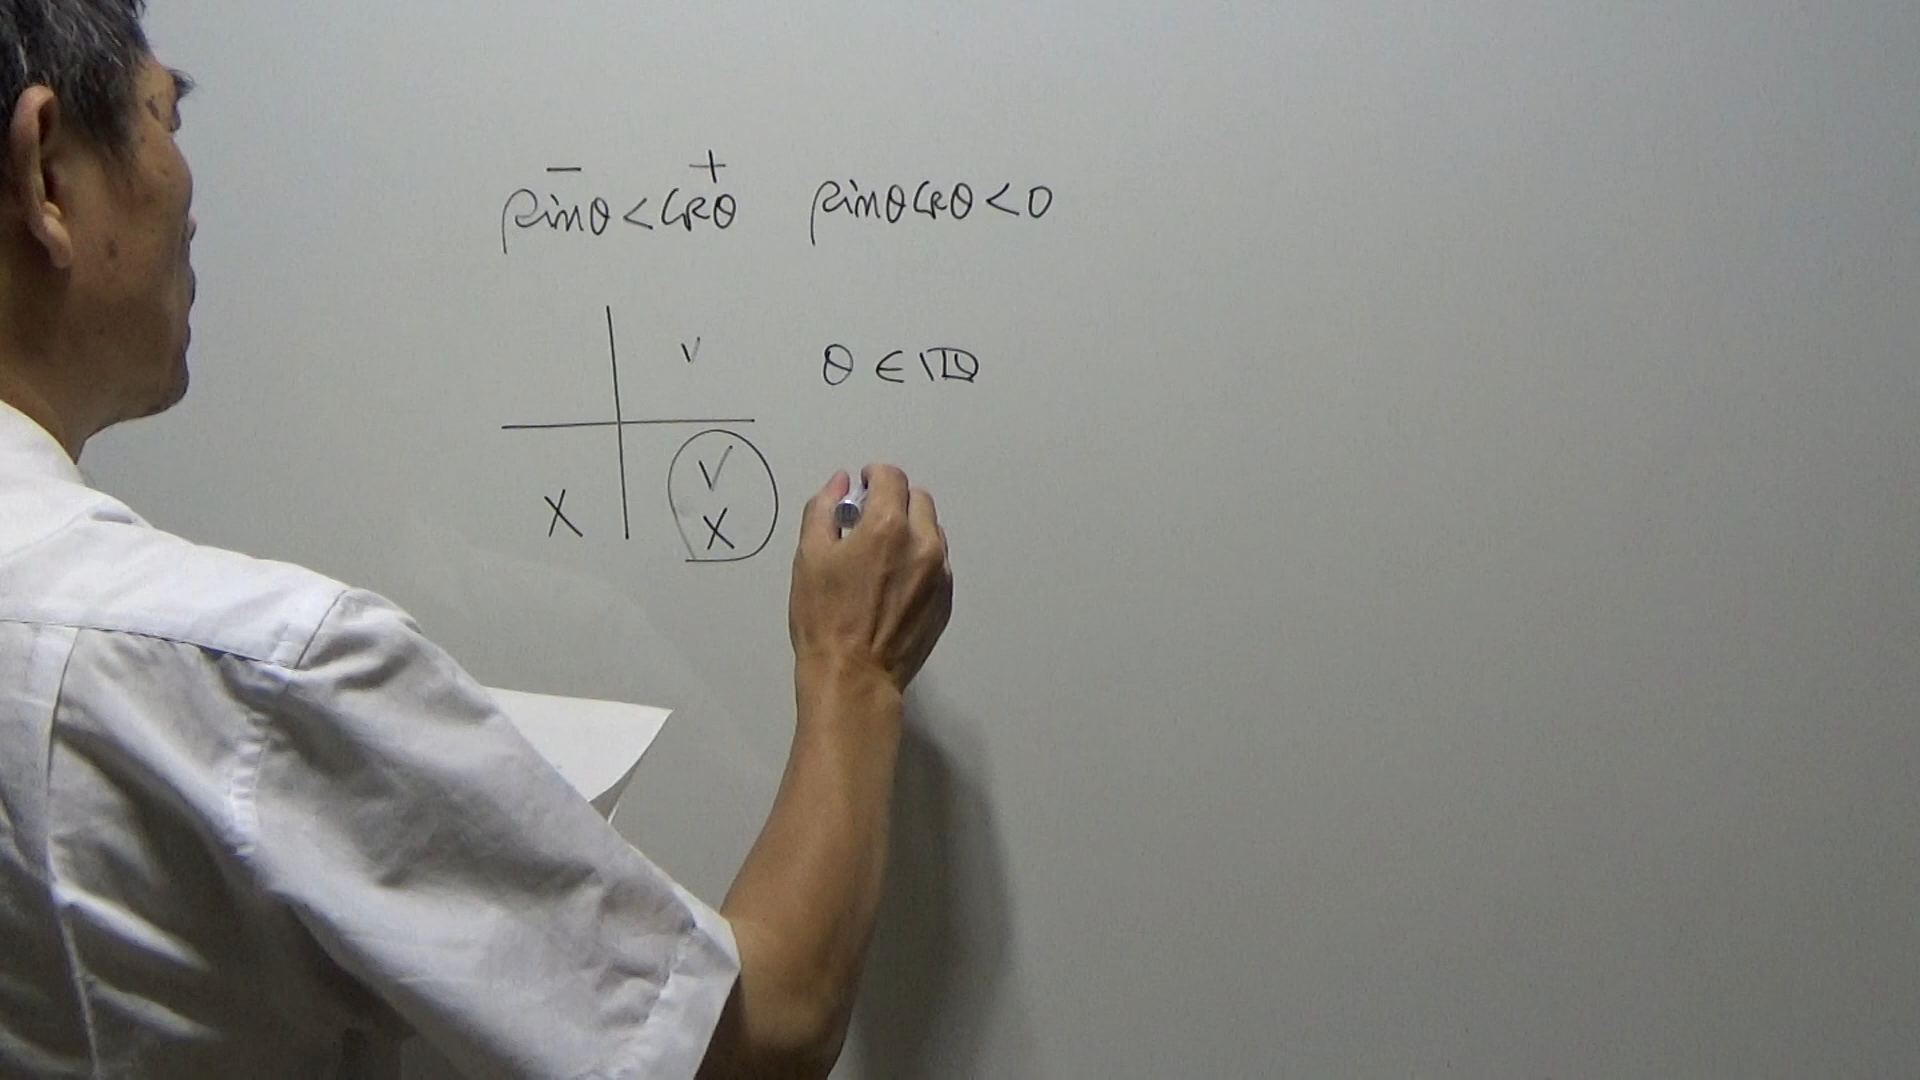 − +
sinθ < cosθ sinθcosθ < 0
∨ θ ∈ IV
∨
X X